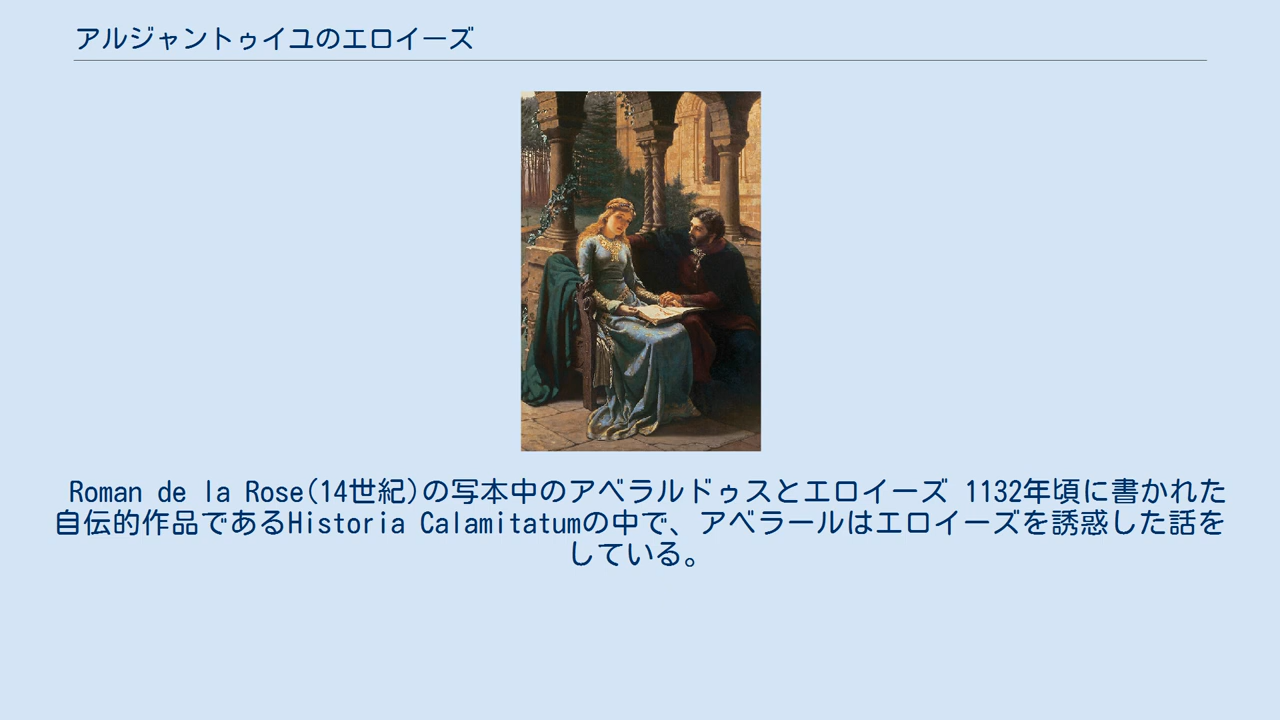 アルジャントゥイユのエロイーズ
Roman de la Rose(14世紀)の写本中のアベラルドゥスとエロイーズ 1132年頃に書かれた
自伝的作品であるHistoria Calamitatumの中で、アベラールはエロイーズを誘惑した話を
している。